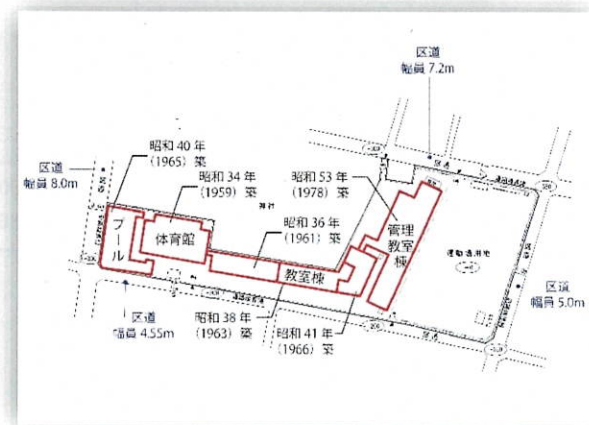 区道
幅員 7.2m
昭和 40 年
(1965) 築
昭和 34 年
(1959) 築
昭和 53 年
(1978) 築
区道
幅員 8.0m
神社
昭和 36 年
(1961) 築
プール
体育館
管理
教室
棟
運動場用地
教室棟
区道
幅員 5.0m
区道
幅員 4.55m
昭和 38 年
(1963) 築
昭和 41 年
(1966) 築
区道